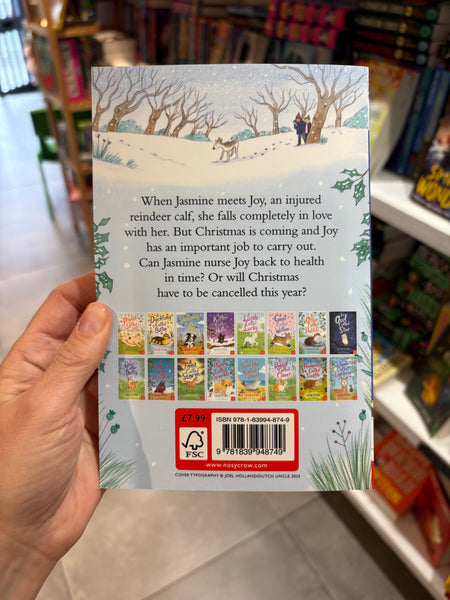 When Jasmine meets Joy, an injured
reindeer calf, she falls completely in love
with her. But Christmas is coming and Joy
has an important job to carry out.
Can Jasmine nurse Joy back to health
in time? Or will Christmas
have to be cancelled this year?
£7.99
FSC
ISBN 978-1-83994-874-9
9 781839 948749
www.nosycrow.com
COVER TYPOGRAPHY © JOEL HOLLAND/DUTCH UNCLE 2025